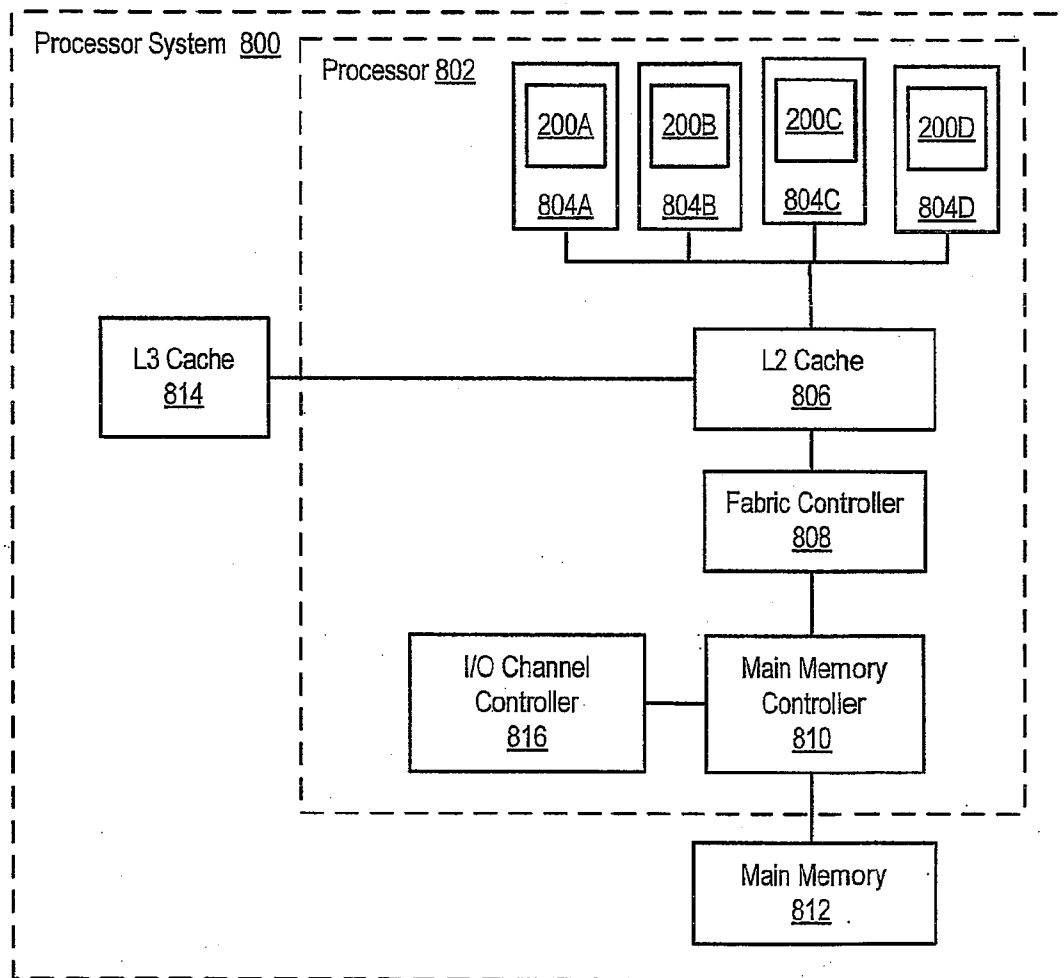 Processor System 800
Processor 802
200A
200B
200C
200D
804A
804B
804C
804D
L3 Cache
814
L2 Cache
806
Fabric Controller
808
I/O Channel
Controller
816
Main Memory
Controller
810
Main Memory
812